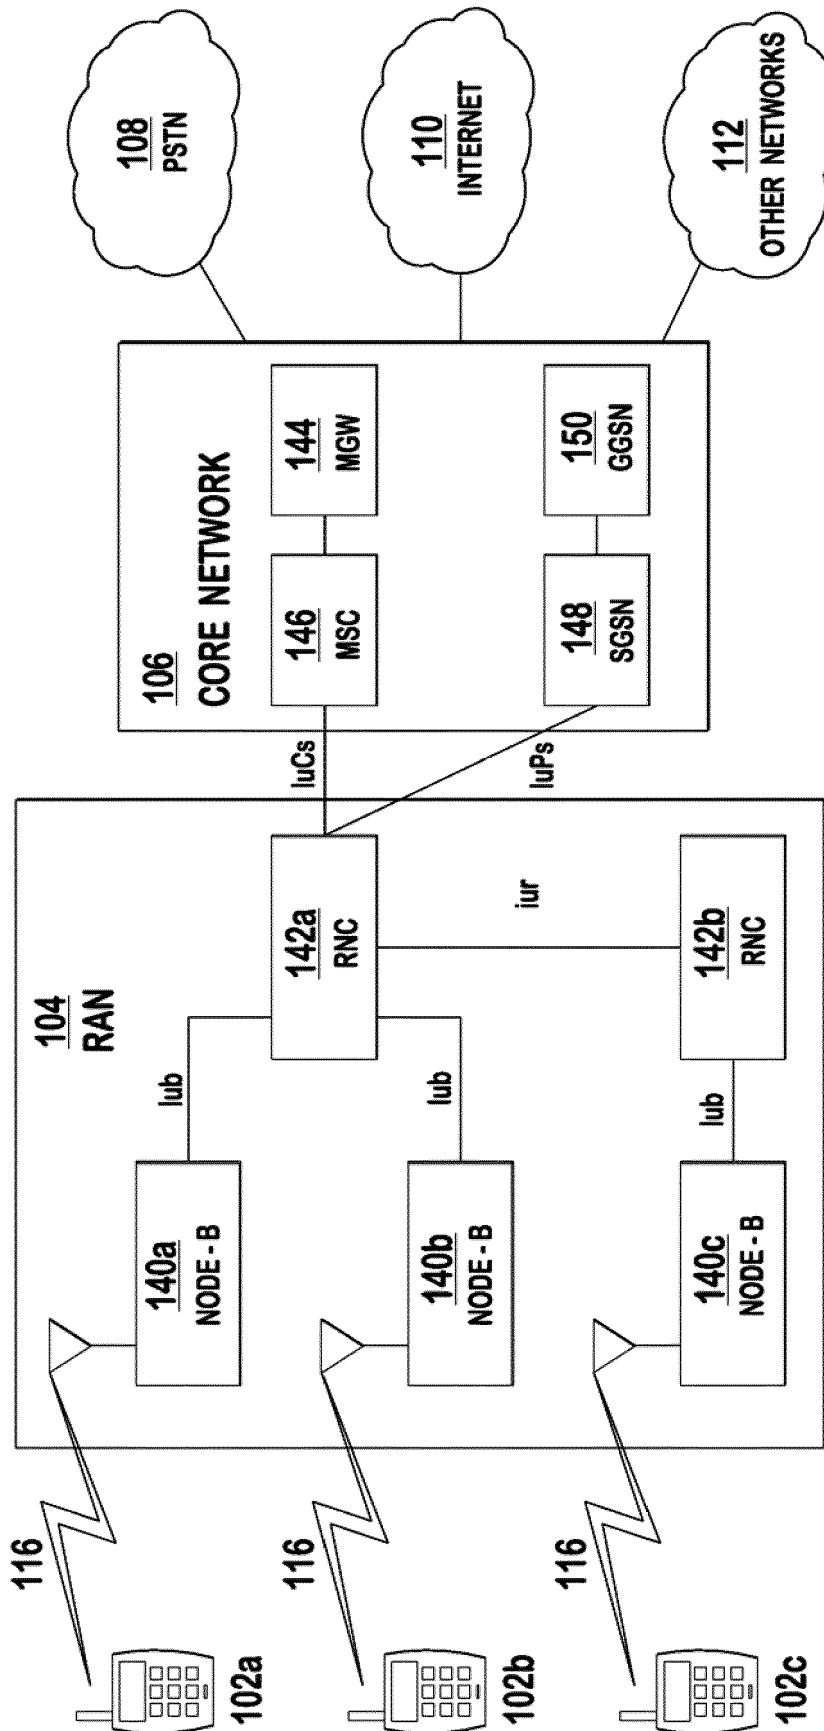 102a
116
140a
NODE - B
Iub
104
RAN
102b
116
140b
NODE - B
Iub
142a
RNC
IuCs
IuPs
iur
102c
116
140c
NODE - B
Iub
142b
RNC
106
CORE NETWORK
146
MSC
144
MGW
148
SGSN
150
GGSN
108
PSTN
110
INTERNET
112
OTHER NETWORKS